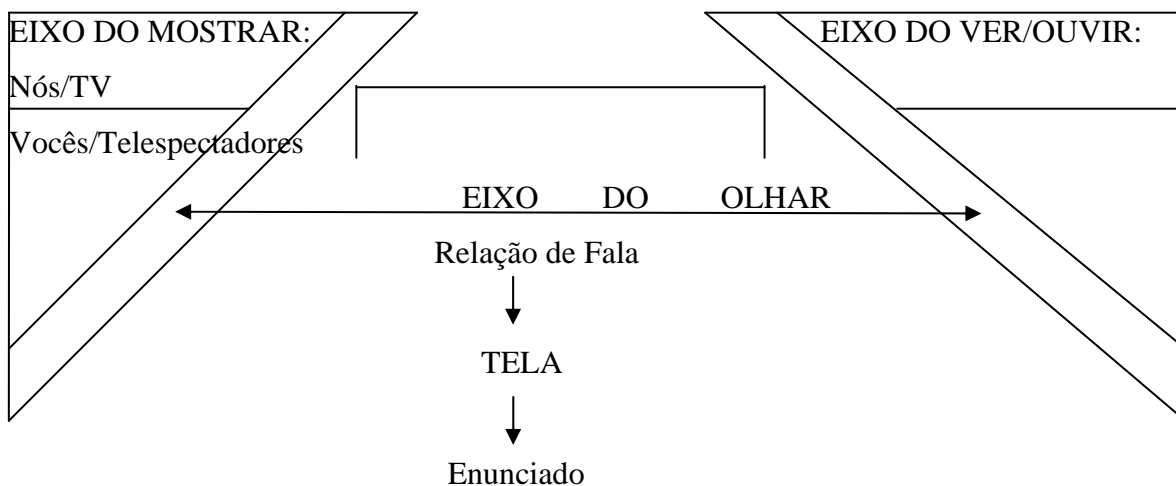 EIXO DO MOSTRAR:
Nós/TV
Vocês/Telespectadores
EIXO DO VER/OUVIR:
EIXO DO OLHAR
Relação de Fala
TELA
Enunciado